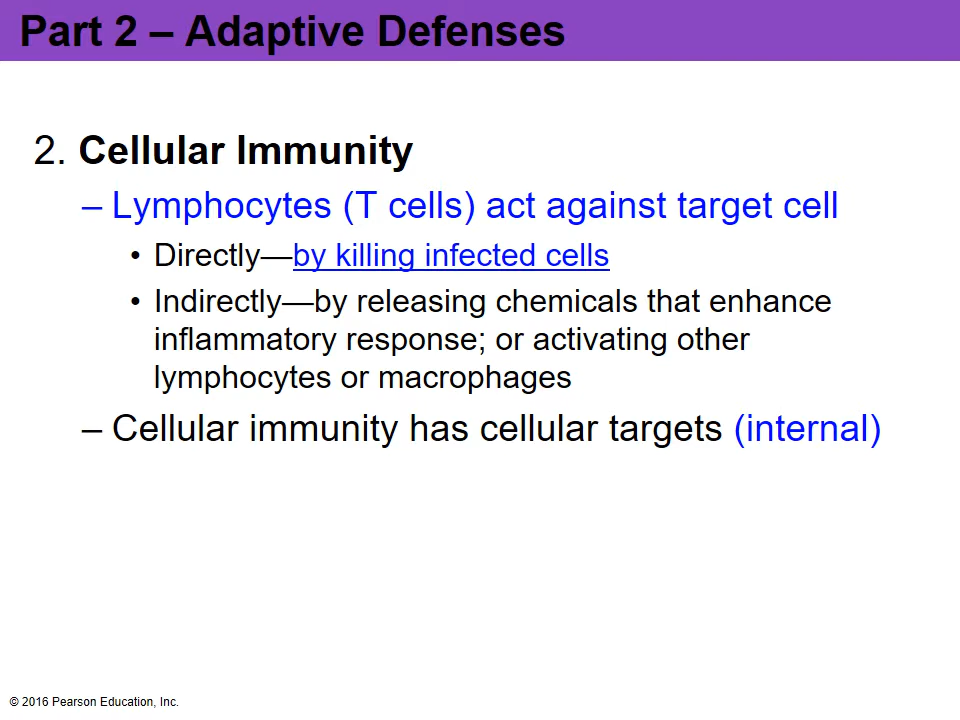 Part 2 – Adaptive Defenses
2. Cellular Immunity
– Lymphocytes (T cells) act against target cell
• Directly—by killing infected cells
• Indirectly—by releasing chemicals that enhance
inflammatory response; or activating other
lymphocytes or macrophages
– Cellular immunity has cellular targets (internal)
© 2016 Pearson Education, Inc.